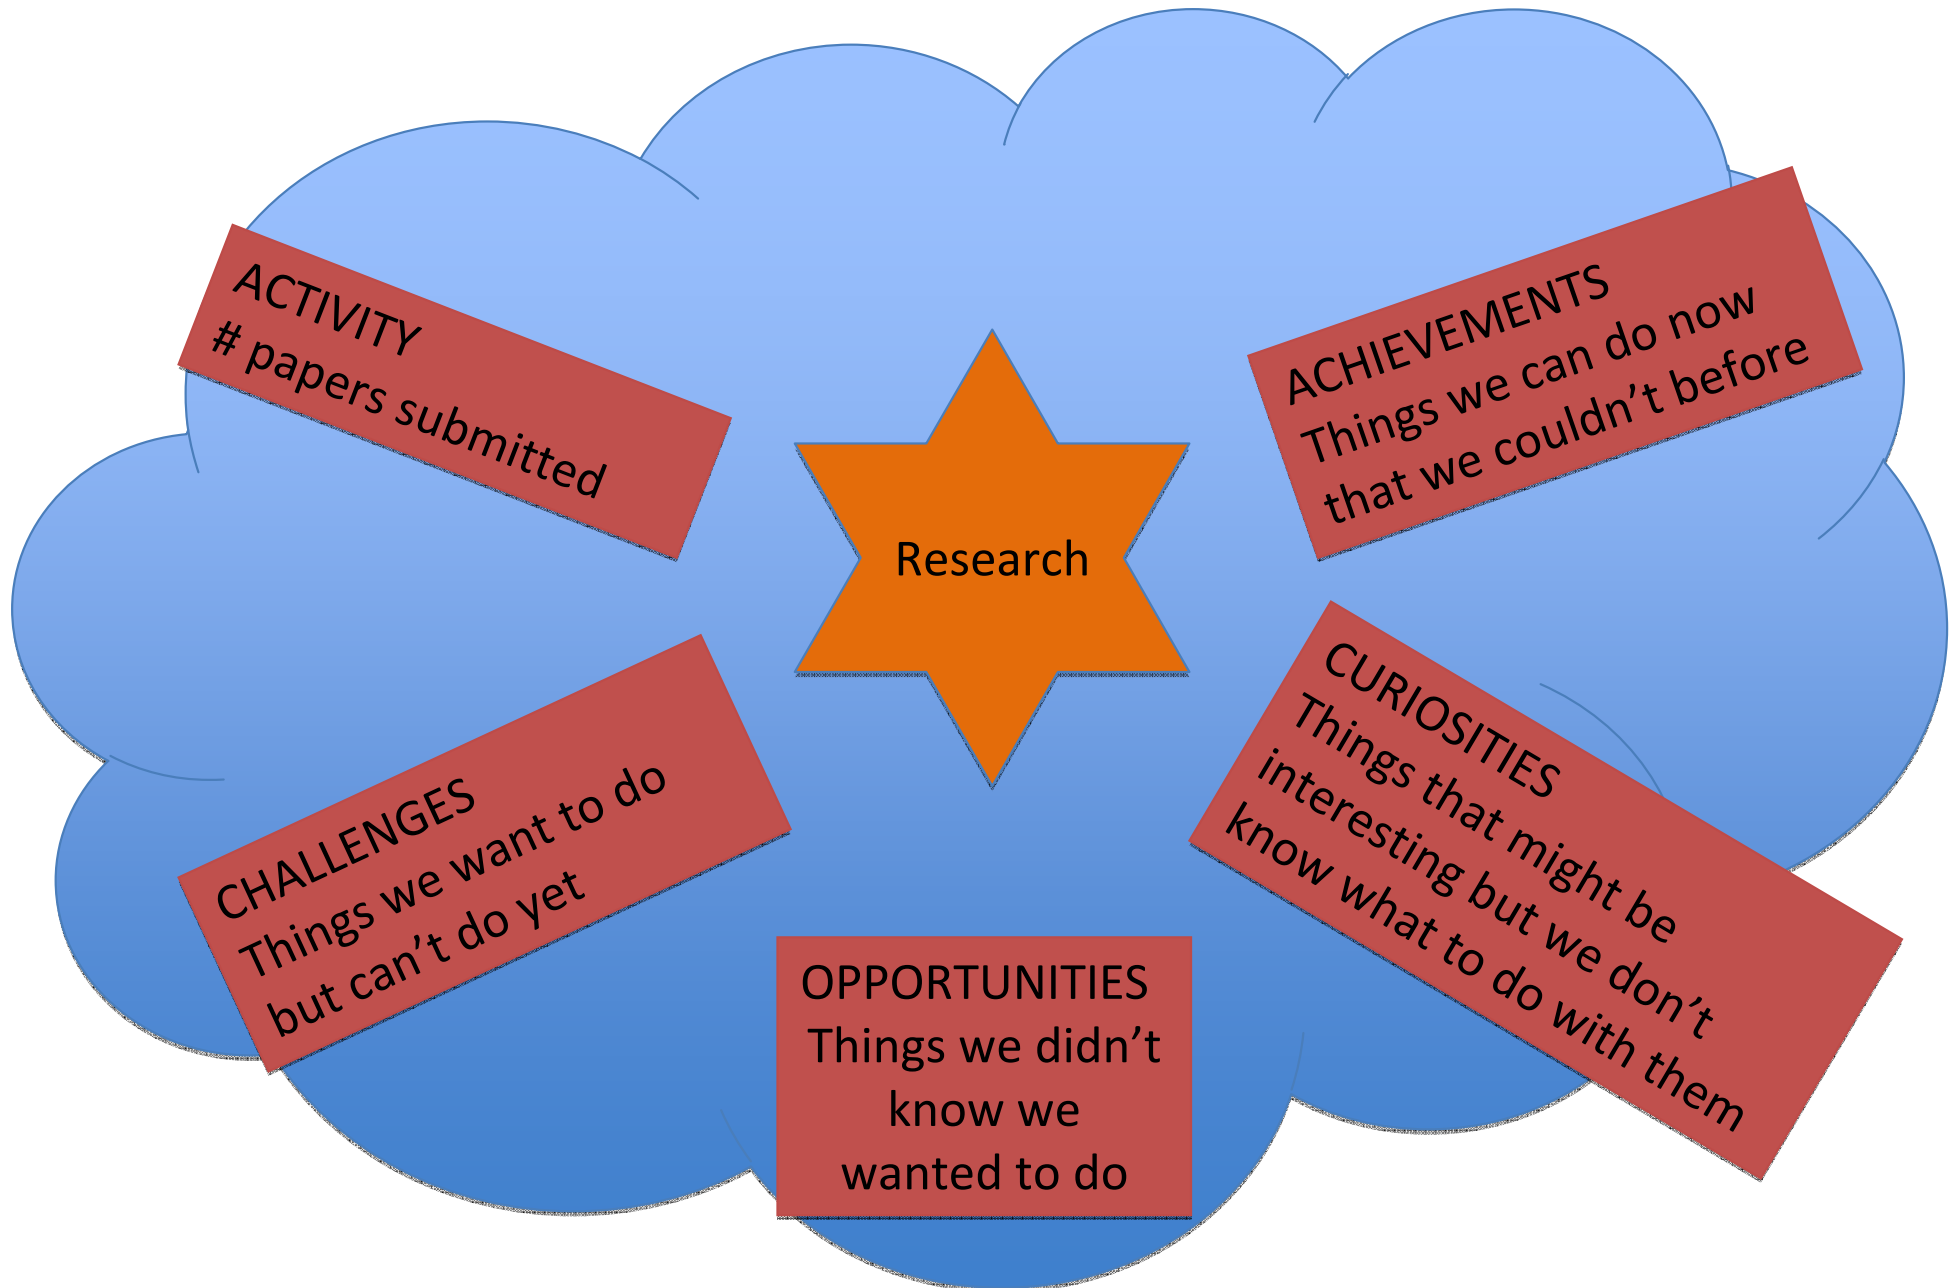 ACTIVITY
# papers submitted
ACHIEVEMENTS
Things we can do now
that we couldn’t before
Research
CHALLENGES
Things we want to do
but can’t do yet
CURIOSITIES
Things that might be
interesting but we don’t
know what to do with them
OPPORTUNITIES
Things we didn’t
know we
wanted to do